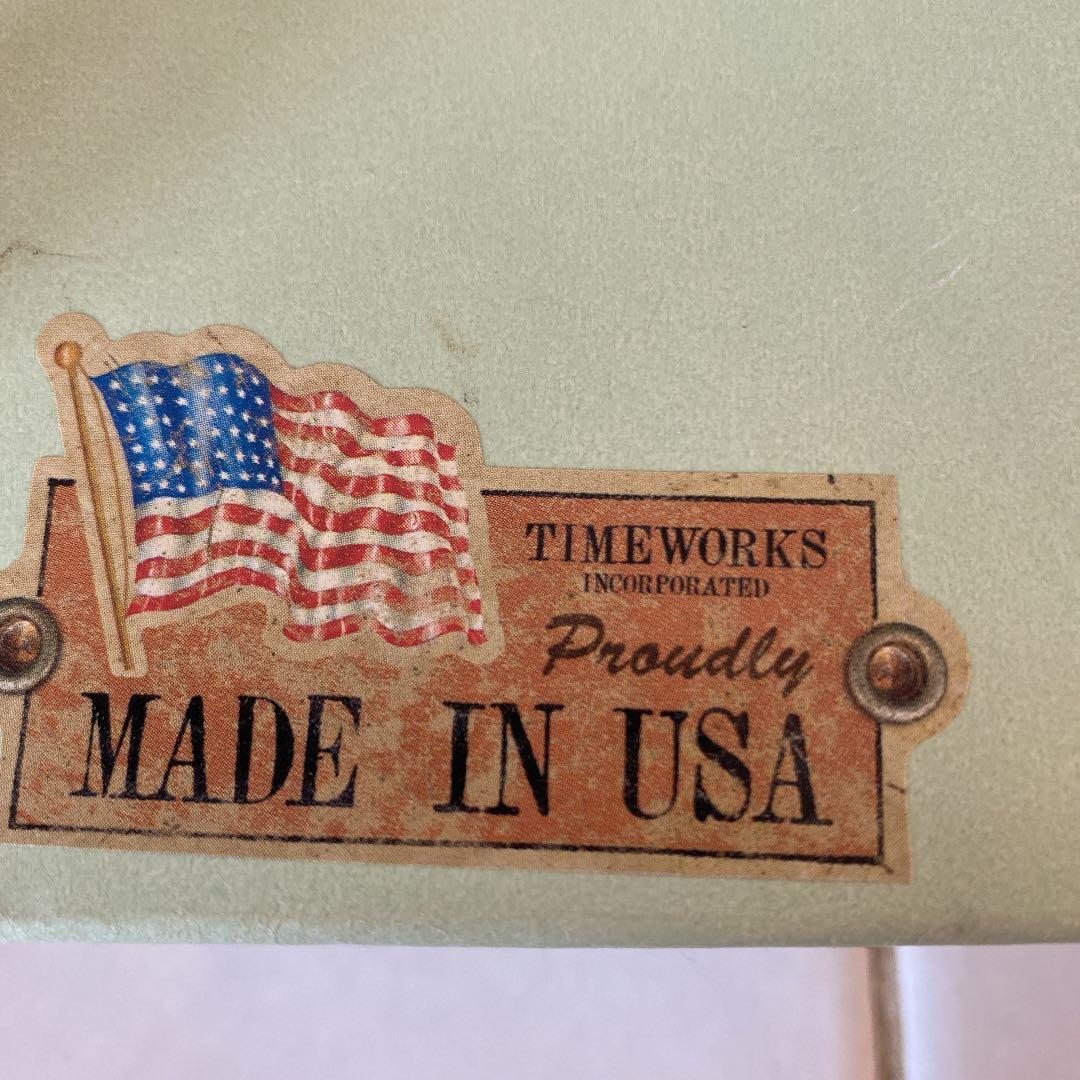 TIMEWORKS
INCORPORATED
Proudly
MADE IN USA